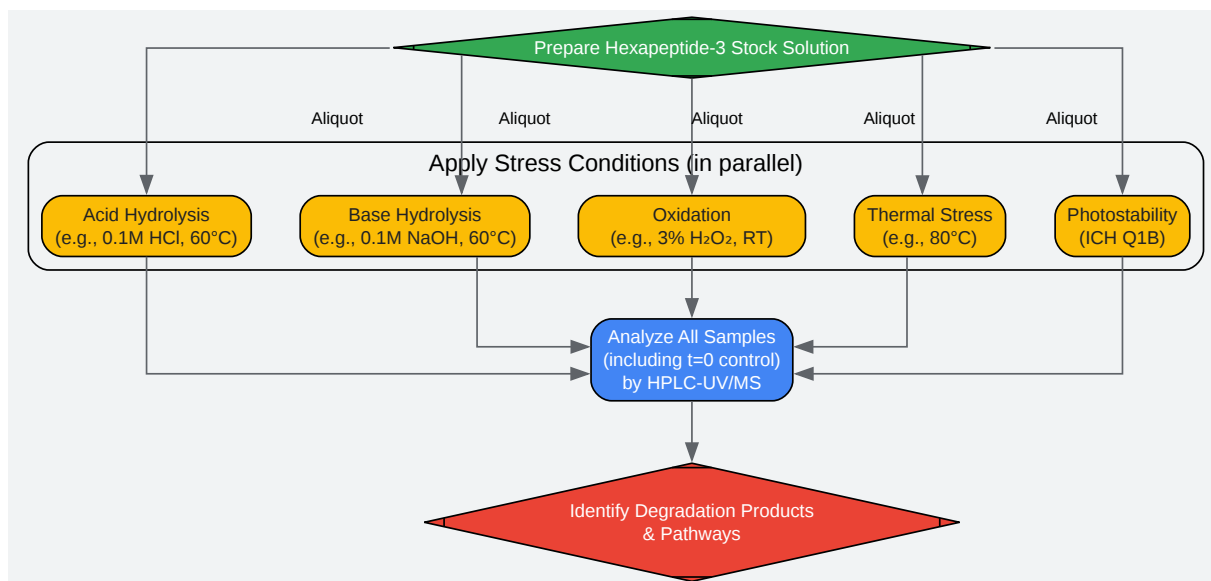 Prepare Hexapeptide-3 Stock Solution
Aliquot
Aliquot
Aliquot
Aliquot
Aliquot
Apply Stress Conditions (in parallel)
Acid Hydrolysis
(e.g., 0.1M HCl, 60°C)
Base Hydrolysis
(e.g., 0.1M NaOH, 60°C)
Oxidation
(e.g., 3% H₂O₂, RT)
Thermal Stress
(e.g., 80°C)
Photostability
(ICH Q1B)
Analyze All Samples
(including t=0 control)
by HPLC-UV/MS
Identify Degradation Products
& Pathways